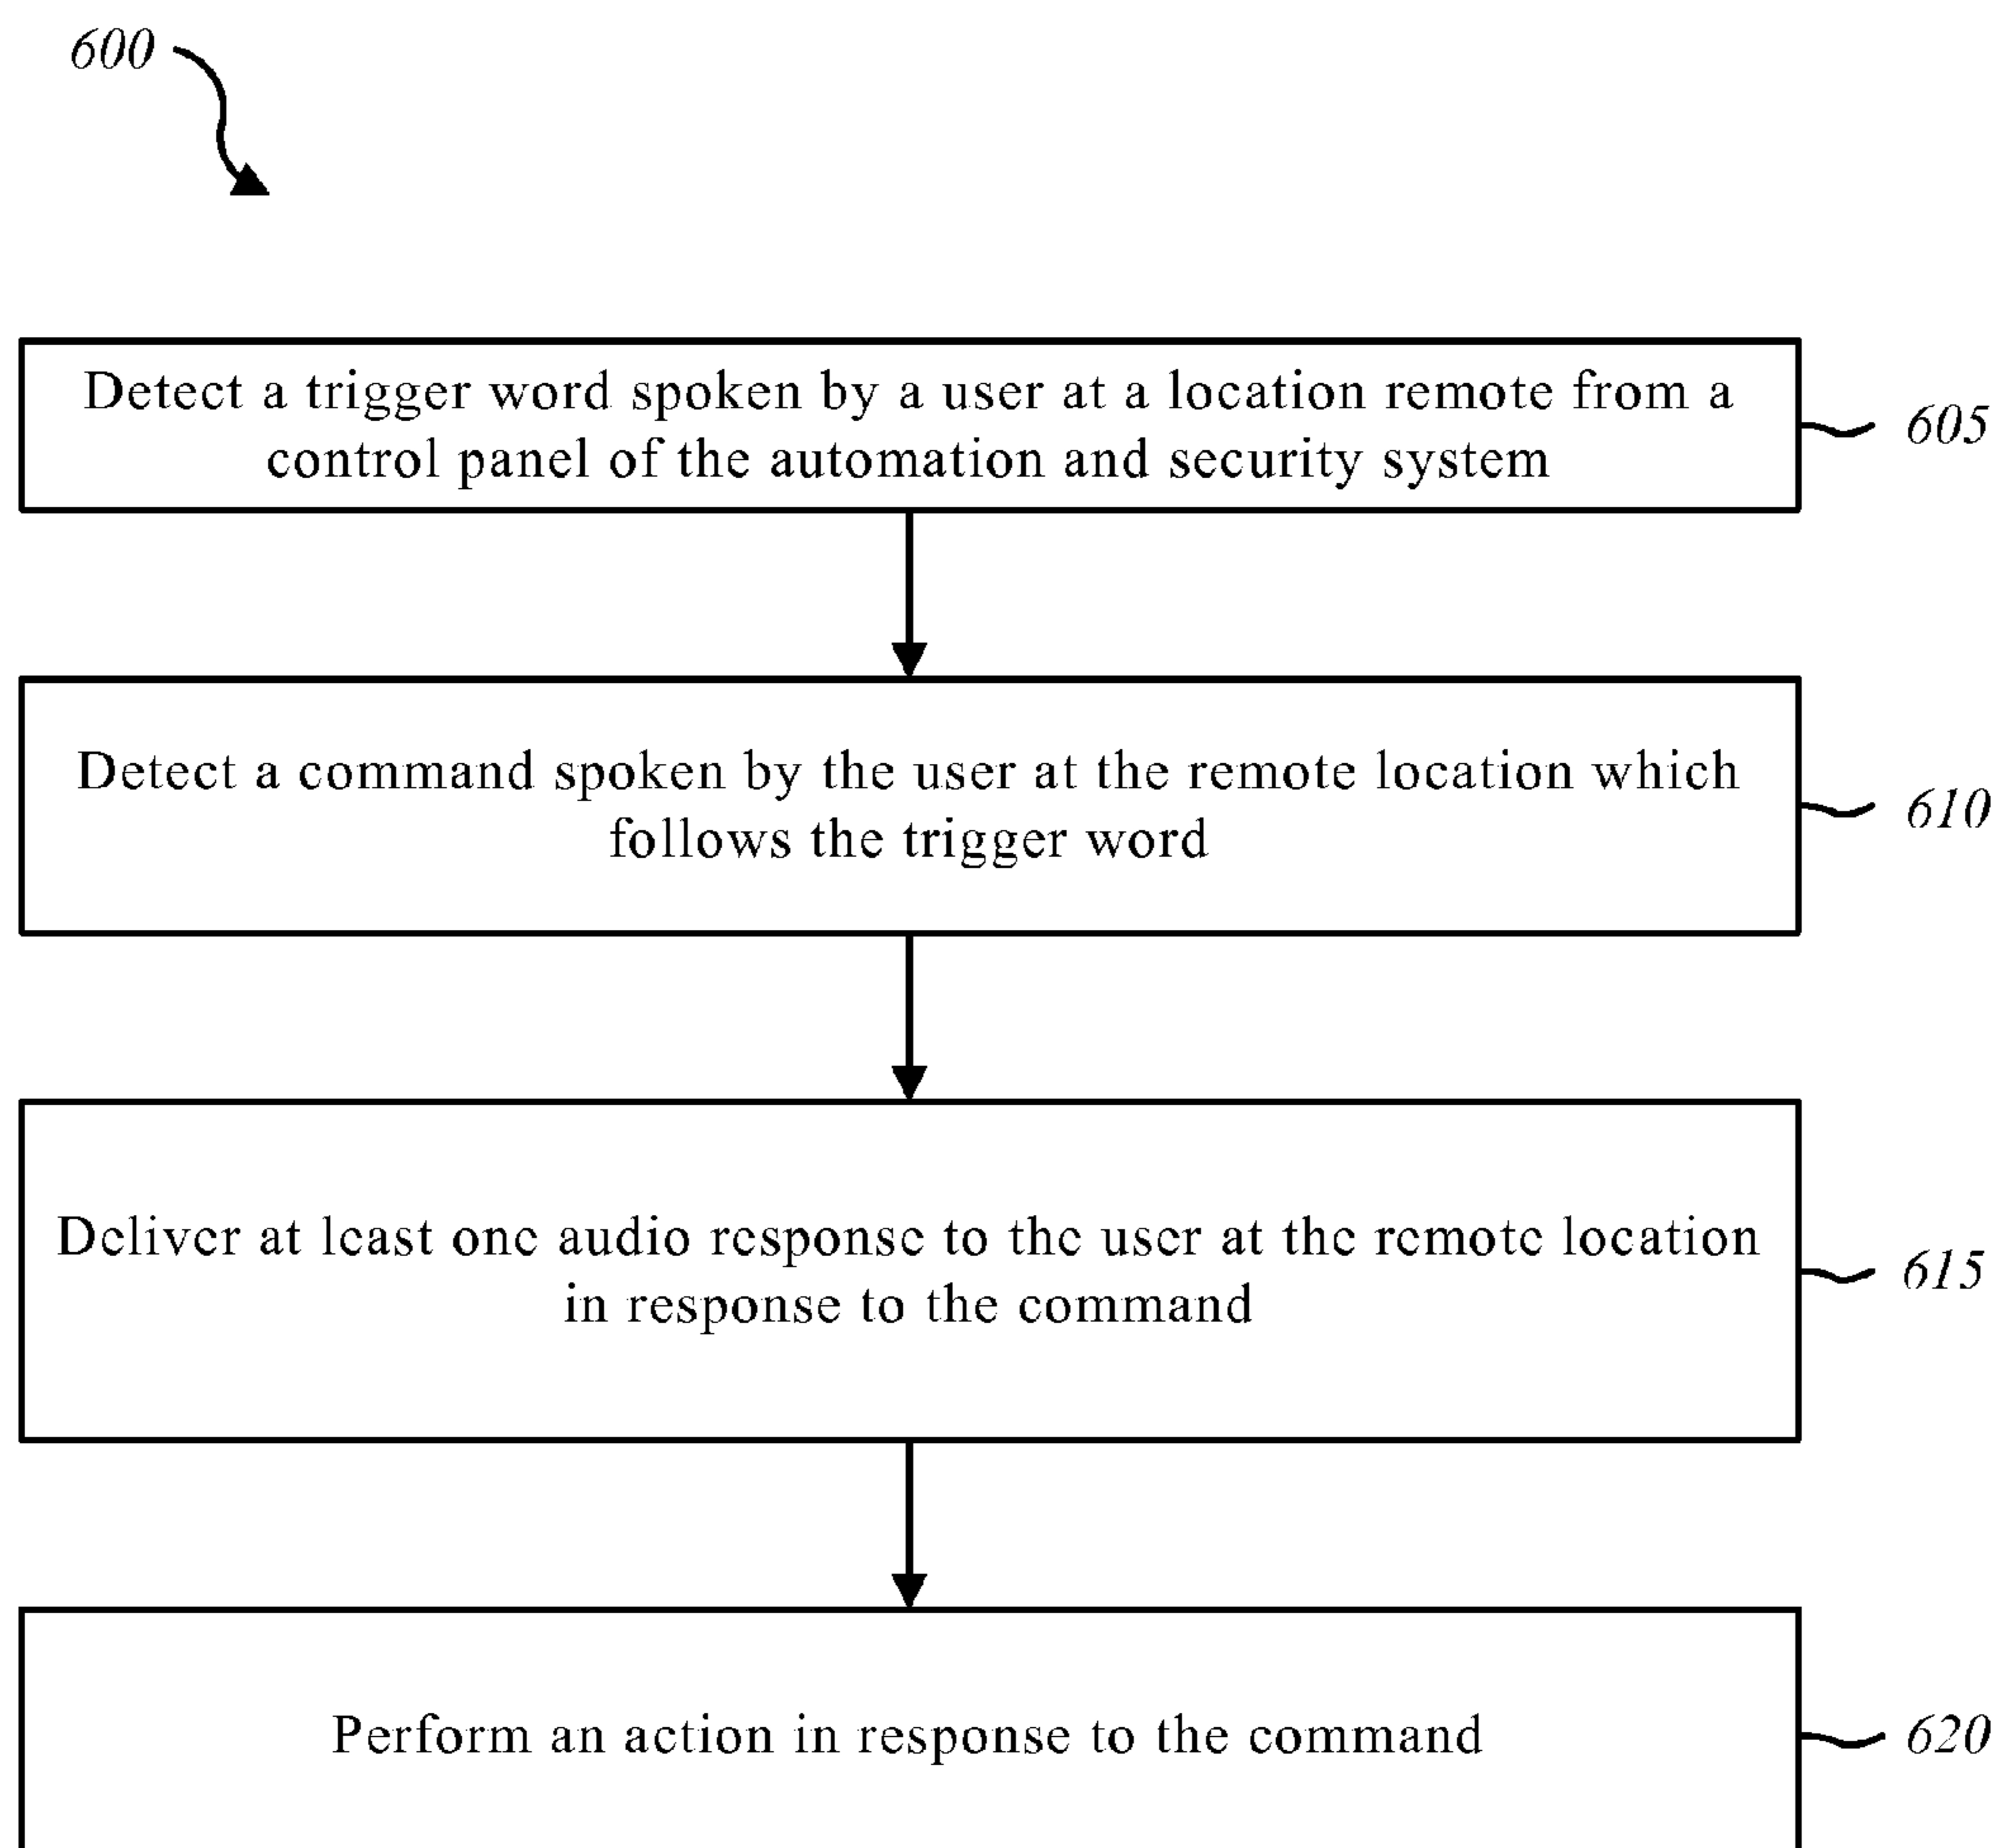 600
Detect a trigger word spoken by a user at a location remote from a
control panel of the automation and security system
605
Detect a command spoken by the user at the remote location which
follows the trigger word
610
Deliver at least one audio response to the user at the remote location
in response to the command
615
Perform an action in response to the command
620